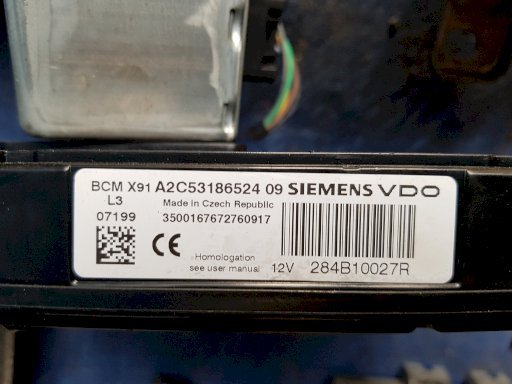 BCM X91 A2C53186524 09 SIEMENS VDO
L3 Made in Czech Republic
07199 3500167672760917
CE
Homologation
see user manual 12V 284B10027R